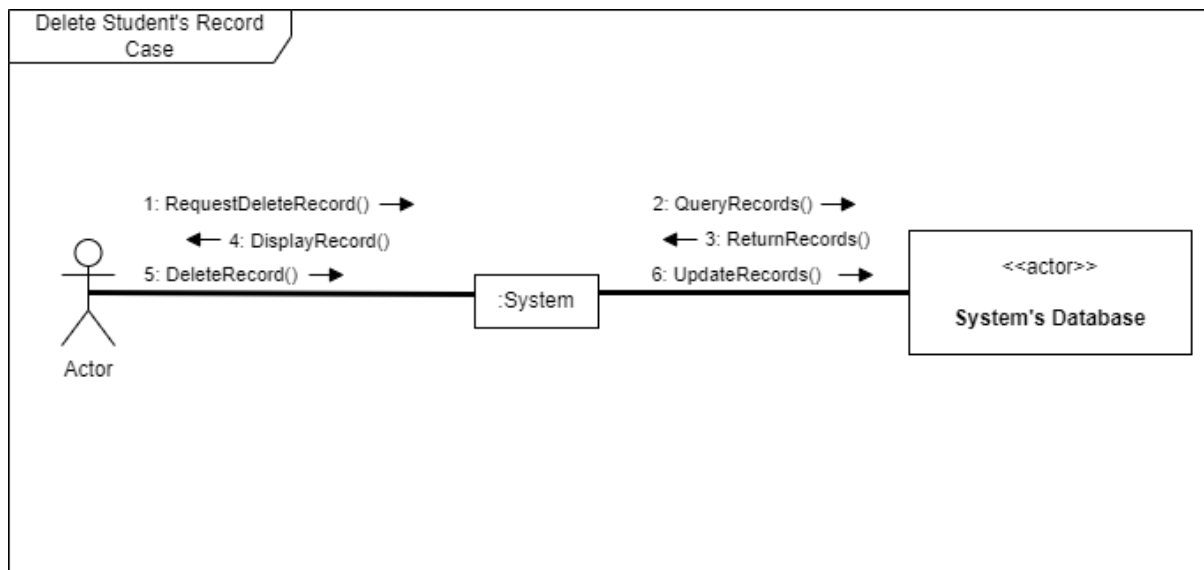 Delete Student's Record
Case
1: RequestDeleteRecord()
2: QueryRecords()
4: DisplayRecord()
3: ReturnRecords()
5: DeleteRecord()
6: UpdateRecords()
:System
<<actor>>
System's Database
Actor